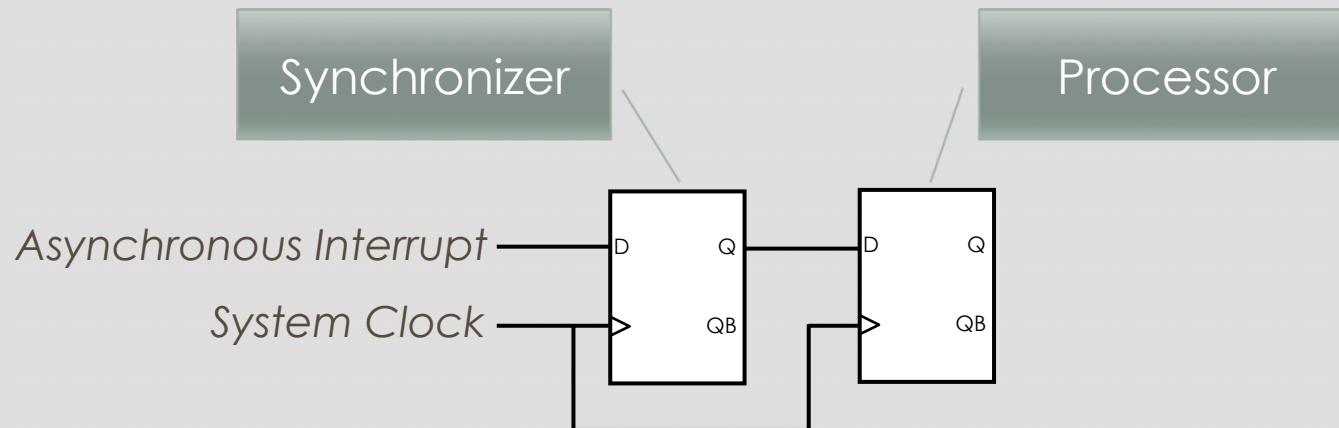 Synchronizer
Processor
Asynchronous Interrupt
D
Q
D
Q
System Clock
QB
QB